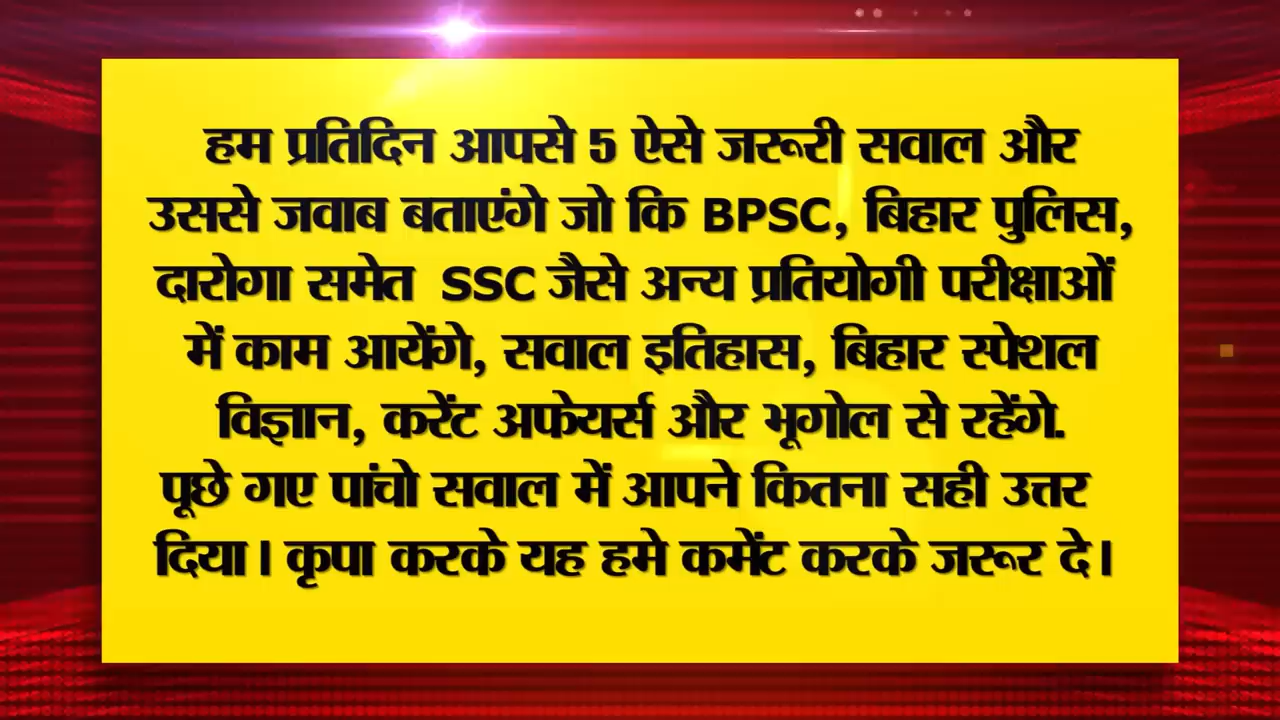 हम प्रतिदिन आपसे 5 ऐसे जरूरी सवाल और
उससे जवाब बताएंगे जो कि BPSC, बिहार पुलिस,
दारोगा समेत SSC जैसे अन्य प्रतियोगी परीक्षाओं
में काम आयेंगे, सवाल इतिहास, बिहार स्पेशल
विज्ञान, करेंट अफेयर्स और भूगोल से रहेंगे.
पूछे गए पांचो सवाल में आपने कितना सही उत्तर
दिया। कृपा करके यह हमे कमेंट करके जरूर दे।